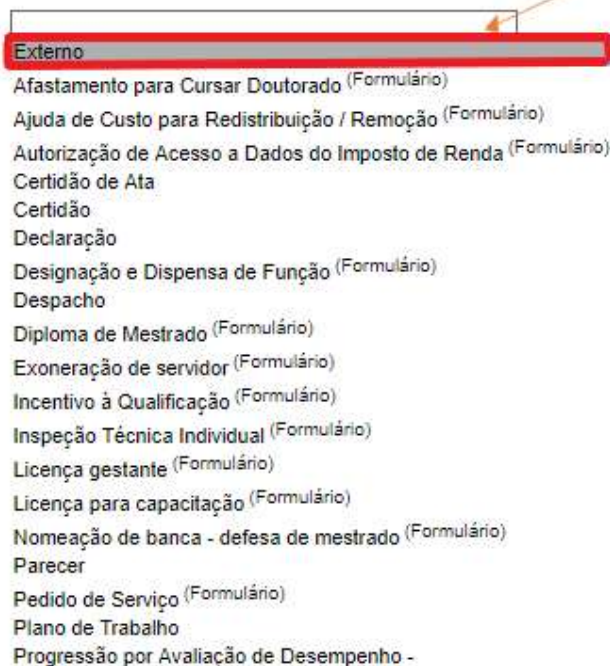 Externo
Afastamento para Cursar Doutorado (Formulário)
Ajuda de Custo para Redistribuição / Remoção (Formulário)
Autorização de Acesso a Dados do Imposto de Renda (Formulário)
Certidão de Ata
Certidão
Declaração
Designação e Dispensa de Função (Formulário)
Despacho
Diploma de Mestrado (Formulário)
Exoneração de servidor (Formulário)
Incentivo à Qualificação (Formulário)
Inspeção Técnica Individual (Formulário)
Licença gestante (Formulário)
Licença para capacitação (Formulário)
Nomeação de banca - defesa de mestrado (Formulário)
Parecer
Pedido de Serviço (Formulário)
Plano de Trabalho
Progressão por Avaliação de Desempenho -